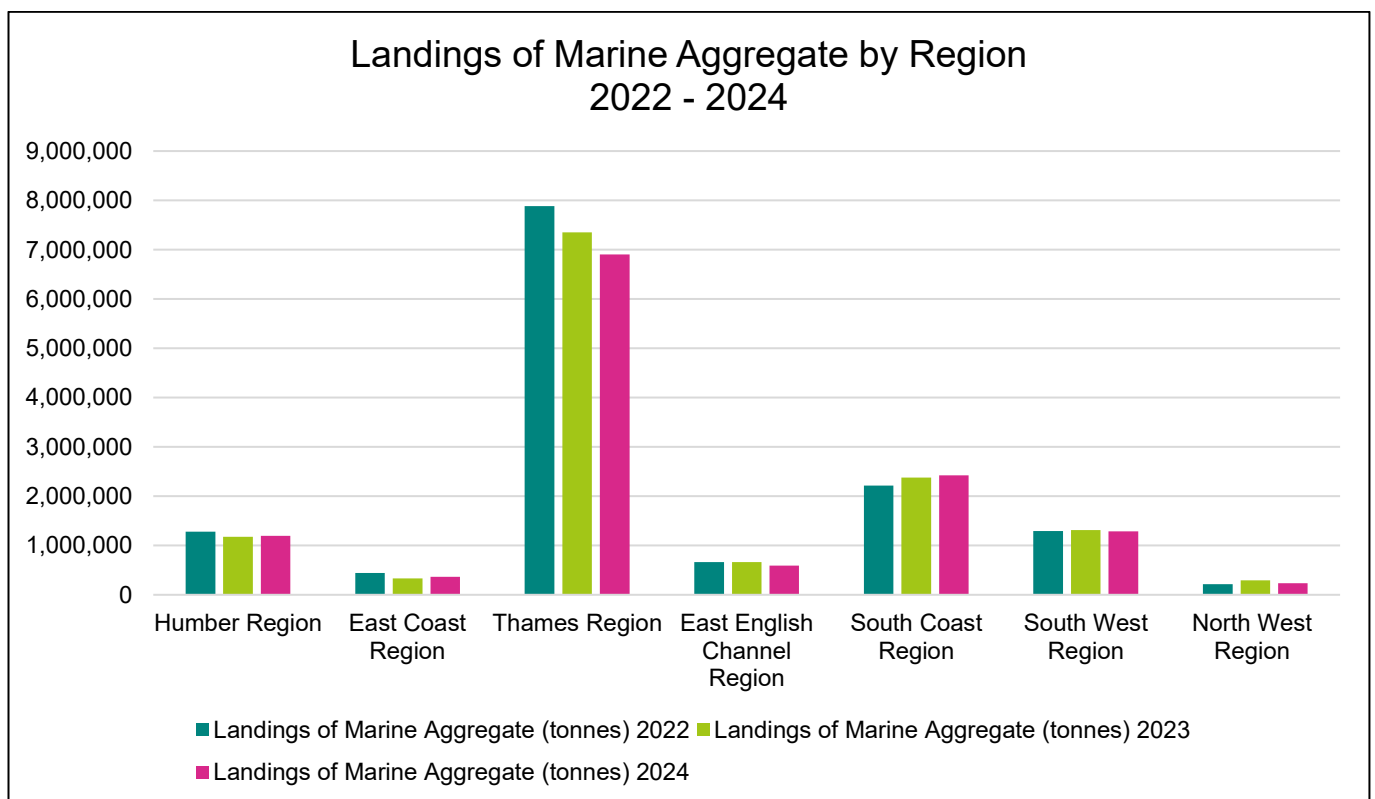 Landings of Marine Aggregate by Region
2022 - 2024
9,000,000
8,000,000
7,000,000
6,000,000
5,000,000
4,000,000
3,000,000
2,000,000
1,000,000
0
Humber Region
East Coast
Region
Thames Region
East English
Channel
Region
South Coast
Region
South West
Region
North West
Region
Landings of Marine Aggregate (tonnes) 2022
Landings of Marine Aggregate (tonnes) 2023
Landings of Marine Aggregate (tonnes) 2024